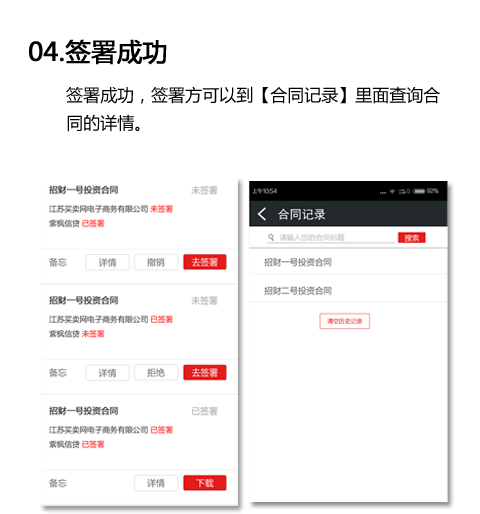 04.签署成功
签署成功，签署方可以到【合同记录】里面查询合
同的详情。
招财一号投资合同 未签署
江苏买卖网电子商务有限公司 未签署
紫枫信贷 已签署
备忘 详情 撤销 去签署
招财一号投资合同 未签署
江苏买卖网电子商务有限公司 已签署
紫枫信贷 未签署
备忘 详情 拒绝 去签署
招财一号投资合同 已签署
江苏买卖网电子商务有限公司 已签署
紫枫信贷 已签署
备忘 详情 下载
上午10:54 92%
合同记录
请输入您的合同标题 搜索
招财一号投资合同
招财二号投资合同
清空历史记录